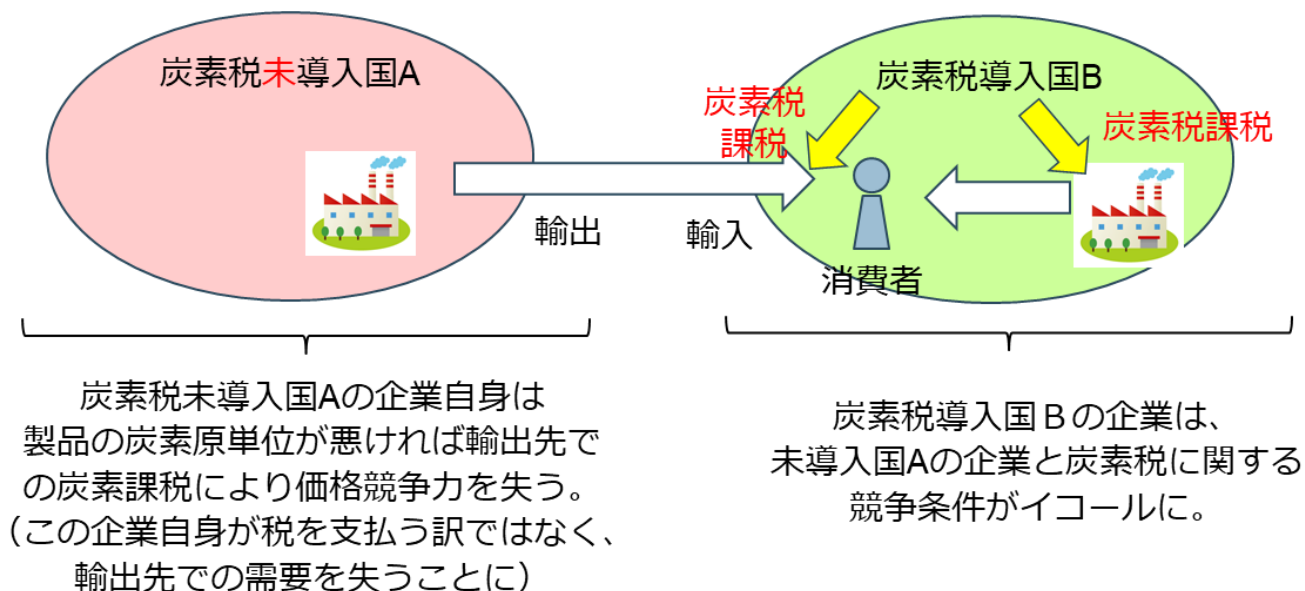 炭素税未導入国A
炭素税導入国B
炭素税
課税
炭素税課税
輸出
輸入
消費者
炭素税未導入国Aの企業自身は
製品の炭素原単位が悪ければ輸出先で
の炭素課税により価格競争力を失う。
（この企業自身が税を支払う訳ではなく、
輸出先での需要を失うことに）
炭素税導入国Ｂの企業は、
未導入国Aの企業と炭素税に関する
競争条件がイコールに。